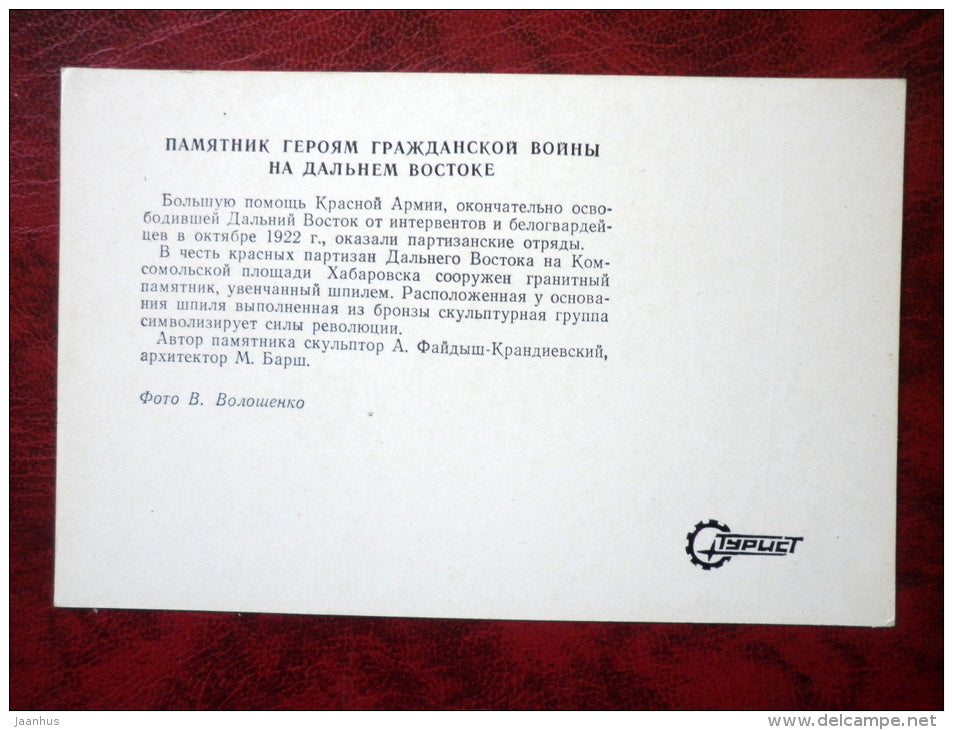 ПАМЯТНИК ГЕРОЯМ ГРАЖДАНСКОЙ ВОЙНЫ
НА ДАЛЬНЕМ ВОСТОКЕ
Большую помощь Красной Армии, окончательно осво-
бодившей Дальний Восток от интервентов и белогвардей-
цев в октябре 1922 г., оказали партизанские отряды.
В честь красных партизан Дальнего Востока на Ком-
сомольской площади Хабаровска сооружен гранитный
памятник, увенчанный шпилем. Расположенная у основа-
ния шпиля выполненная из бронзы скульптурная группа
символизирует силы революции.
Автор памятника скульптор А. Файдыш-Крандиевский,
архитектор М. Барщ.
Фото В. Волошенко
ТУРИСТ
Jaanhus
www.delcampe.net